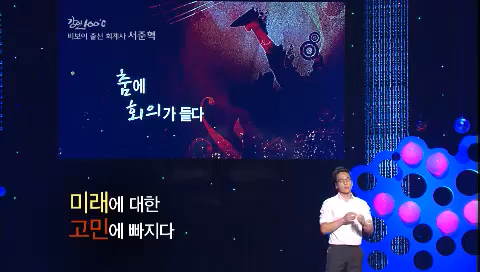 강연100℃
비보이 출신 회계사 서준혁
춤에
회의가 들다
미래에 대한
고민에 빠지다